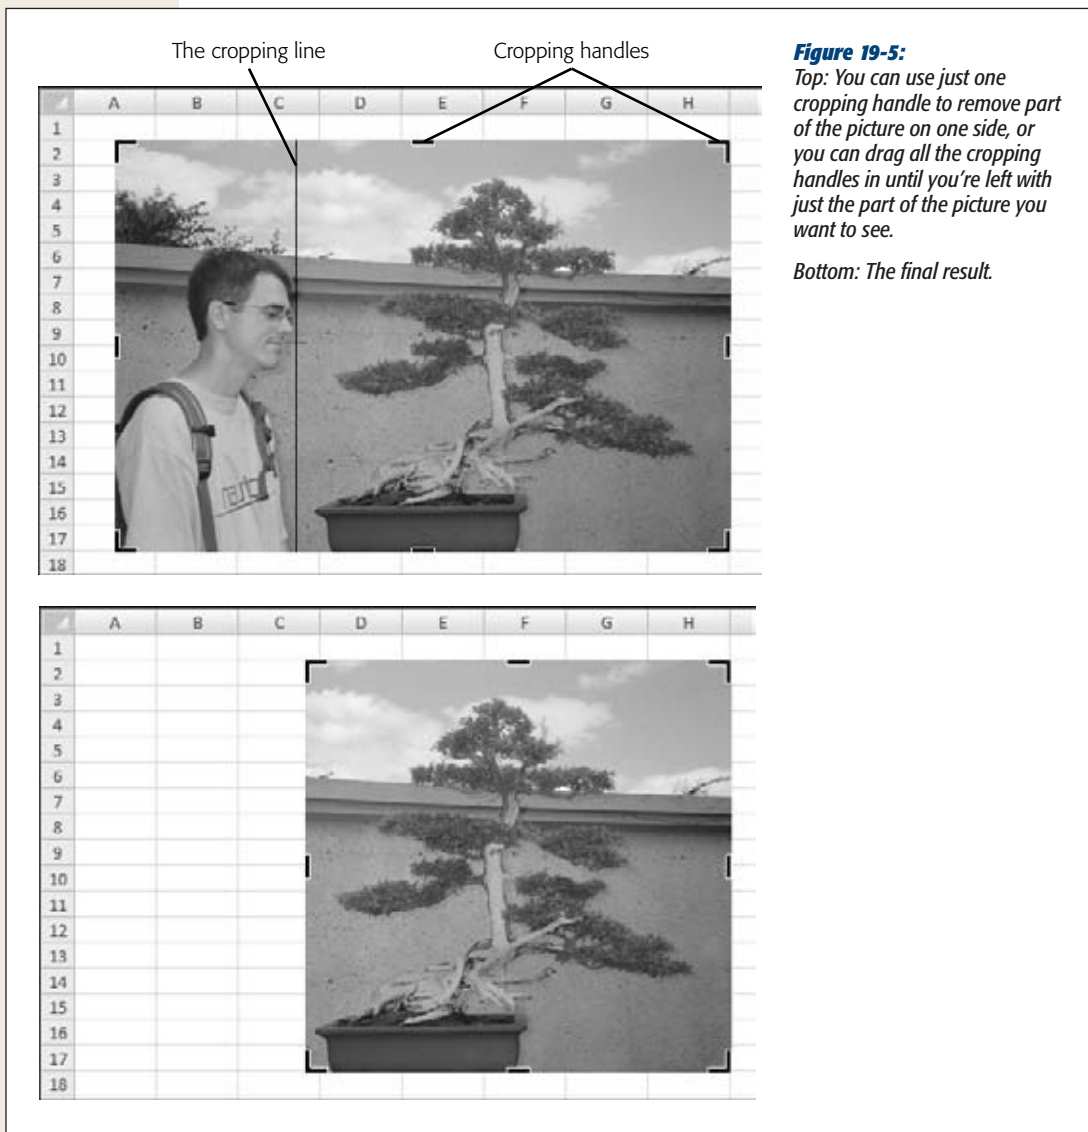 The cropping line
Cropping handles
Figure 19-5:
Top: You can use just one
cropping handle to remove part
of the picture on one side, or
you can drag all the cropping
handles in until you're left with
just the part of the picture you
want to see.
Bottom: The final result.
A B C D E F G H
1
2
3
4
5
6
7
8
9
10
11
12
13
14
15
16
17
18
A B C D E F G H
1
2
3
4
5
6
7
8
9
10
11
12
13
14
15
16
17
18